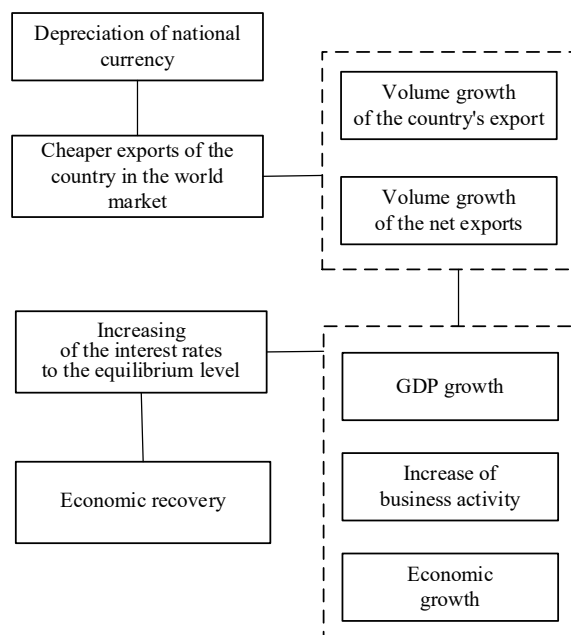 Depreciation of national
currency
Cheaper exports of the
country in the world
market
Volume growth
of the country's export
Volume growth
of the net exports
Increasing
of the interest rates
to the equilibrium level
GDP growth
Economic recovery
Increase of
business activity
Economic
growth